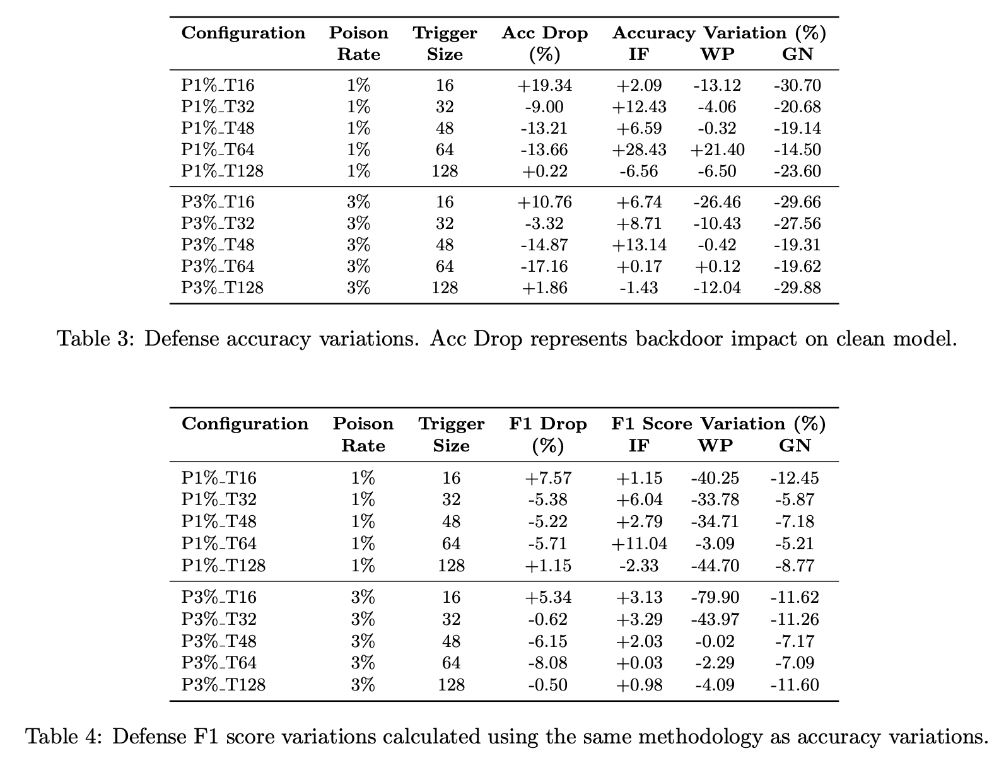 Configuration Poison Trigger Acc Drop Accuracy Variation (%)
Rate Size (%) IF WP GN
P1%_T16 1% 16 +19.34 +2.09 -13.12 -30.70
P1%_T32 1% 32 -9.00 +12.43 -4.06 -20.68
P1%_T48 1% 48 -13.21 +6.59 -0.32 -19.14
P1%_T64 1% 64 -13.66 +28.43 +21.40 -14.50
P1%_T128 1% 128 +0.22 -6.56 -6.50 -23.60
P3%_T16 3% 16 +10.76 +6.74 -26.46 -29.66
P3%_T32 3% 32 -3.32 +8.71 -10.43 -27.56
P3%_T48 3% 48 -14.87 +13.14 -0.42 -19.31
P3%_T64 3% 64 -17.16 +0.17 +0.12 -19.62
P3%_T128 3% 128 +1.86 -1.43 -12.04 -29.88
Table 3: Defense accuracy variations. Acc Drop represents backdoor impact on clean model.
Configuration Poison Trigger F1 Drop F1 Score Variation (%)
Rate Size (%) IF WP GN
P1%_T16 1% 16 +7.57 +1.15 -40.25 -12.45
P1%_T32 1% 32 -5.38 +6.04 -33.78 -5.87
P1%_T48 1% 48 -5.22 +2.79 -34.71 -7.18
P1%_T64 1% 64 -5.71 +11.04 -3.09 -5.21
P1%_T128 1% 128 +1.15 -2.33 -44.70 -8.77
P3%_T16 3% 16 +5.34 +3.13 -79.90 -11.62
P3%_T32 3% 32 -0.62 +3.29 -43.97 -11.26
P3%_T48 3% 48 -6.15 +2.03 -0.02 -7.17
P3%_T64 3% 64 -8.08 +0.03 -2.29 -7.09
P3%_T128 3% 128 -0.50 +0.98 -4.09 -11.60
Table 4: Defense F1 score variations calculated using the same methodology as accuracy variations.